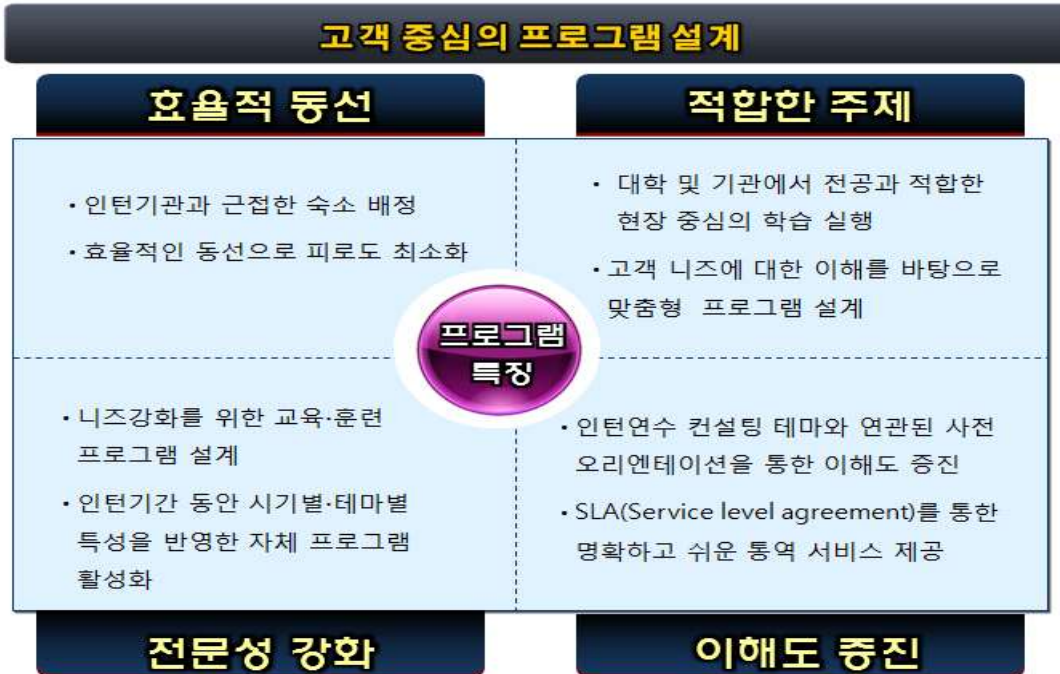 고객 중심의 프로그램 설계
효율적 동선
적합한 주제
• 인턴기관과 근접한 숙소 배정
• 효율적인 동선으로 피로도 최소화
• 대학 및 기관에서 전공과 적합한
현장 중심의 학습 실행
• 고객 니즈에 대한 이해를 바탕으로
맞춤형 프로그램 설계
프로그램
특징
• 니즈강화를 위한 교육·훈련
프로그램 설계
• 인턴기간 동안 시기별·테마별
특성을 반영한 자체 프로그램
활성화
• 인턴연수 컨설팅 테마와 연관된 사전
오리엔테이션을 통한 이해도 증진
• SLA(Service level agreement)를 통한
명확하고 쉬운 통역 서비스 제공
전문성 강화
이해도 증진